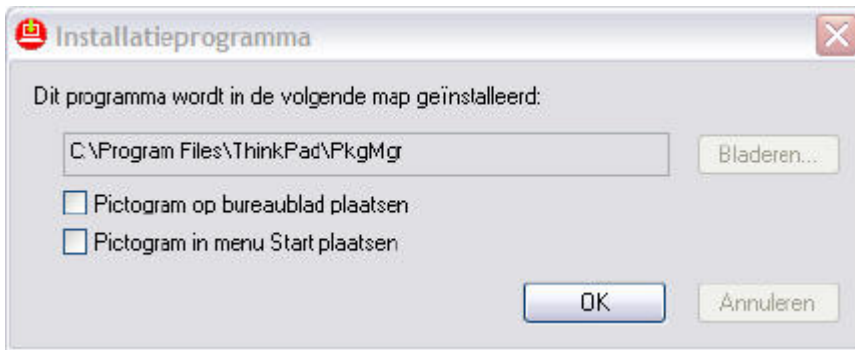 Installatieprogramma
Dit programma wordt in de volgende map geïnstalleerd:
C:\Program Files\ThinkPad\PkgMgr
Bladeren...
Pictogram op bureaublad plaatsen
Pictogram in menu Start plaatsen
OK
Annuleren